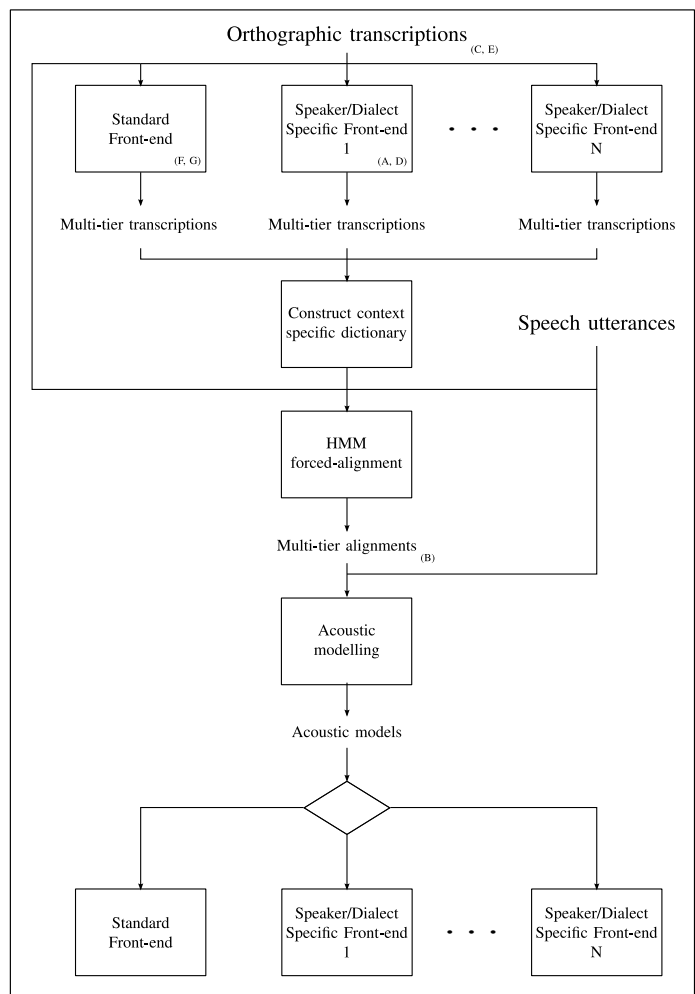 Orthographic transcriptions
(C, E)
Standard
Front-end
(F, G)
Speaker/Dialect
Specific Front-end
1
(A, D)
. . .
Speaker/Dialect
Specific Front-end
N
Multi-tier transcriptions
Multi-tier transcriptions
Multi-tier transcriptions
Construct context
specific dictionary
Speech utterances
HMM
forced-alignment
Multi-tier alignments
(B)
Acoustic
modelling
Acoustic models
Standard
Front-end
Speaker/Dialect
Specific Front-end
1
. . .
Speaker/Dialect
Specific Front-end
N